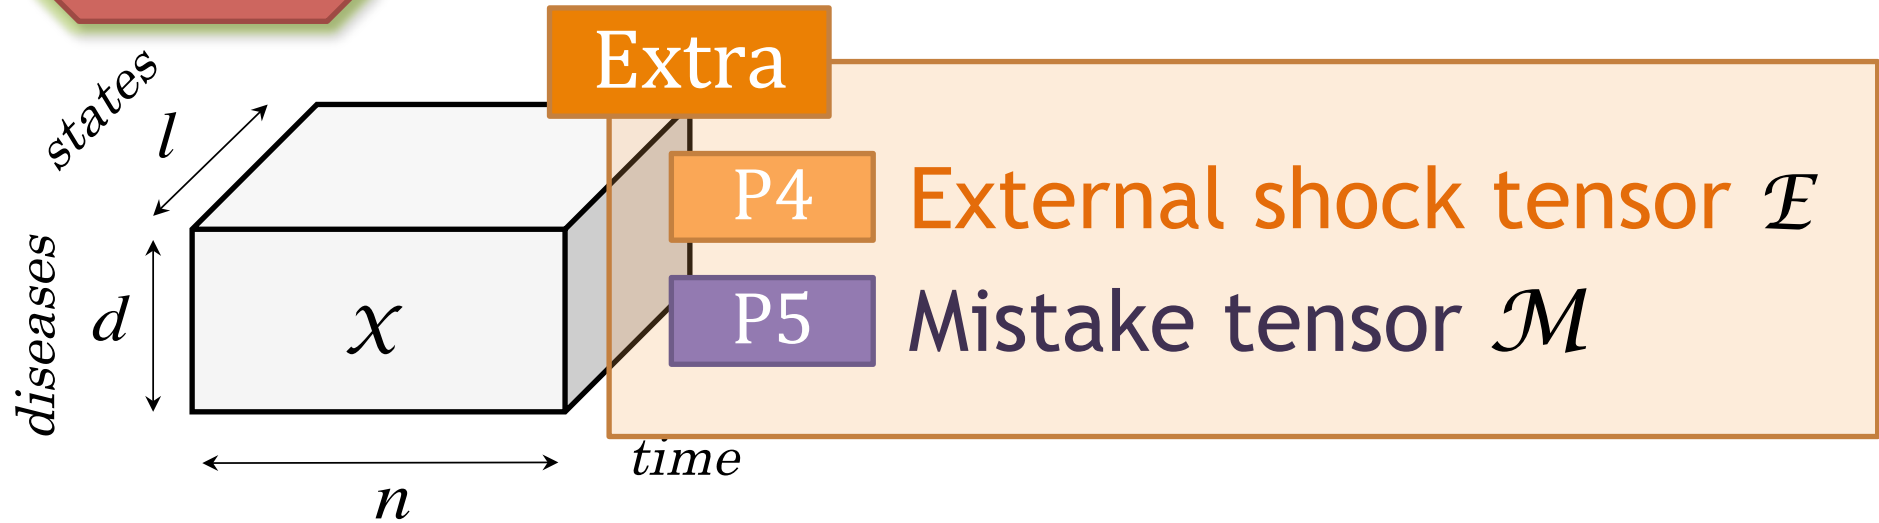 Extra
states
l
P4 External shock tensor ℰ
diseases
d
𝒳
P5 Mistake tensor ℳ
time
n